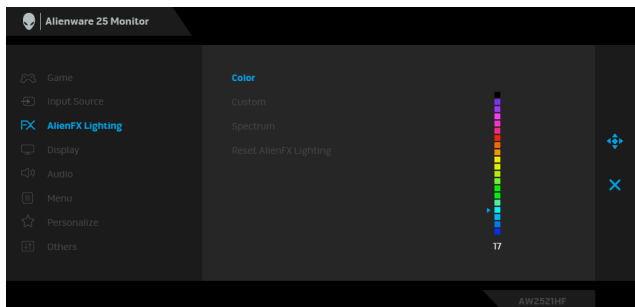 Alienware 25 Monitor
Game
Color
Input Source
Custom
FX AlienFX Lighting
Spectrum
Display
Reset AlienFX Lighting
Audio
Menu
Personalize
Others
17
AW2521HF